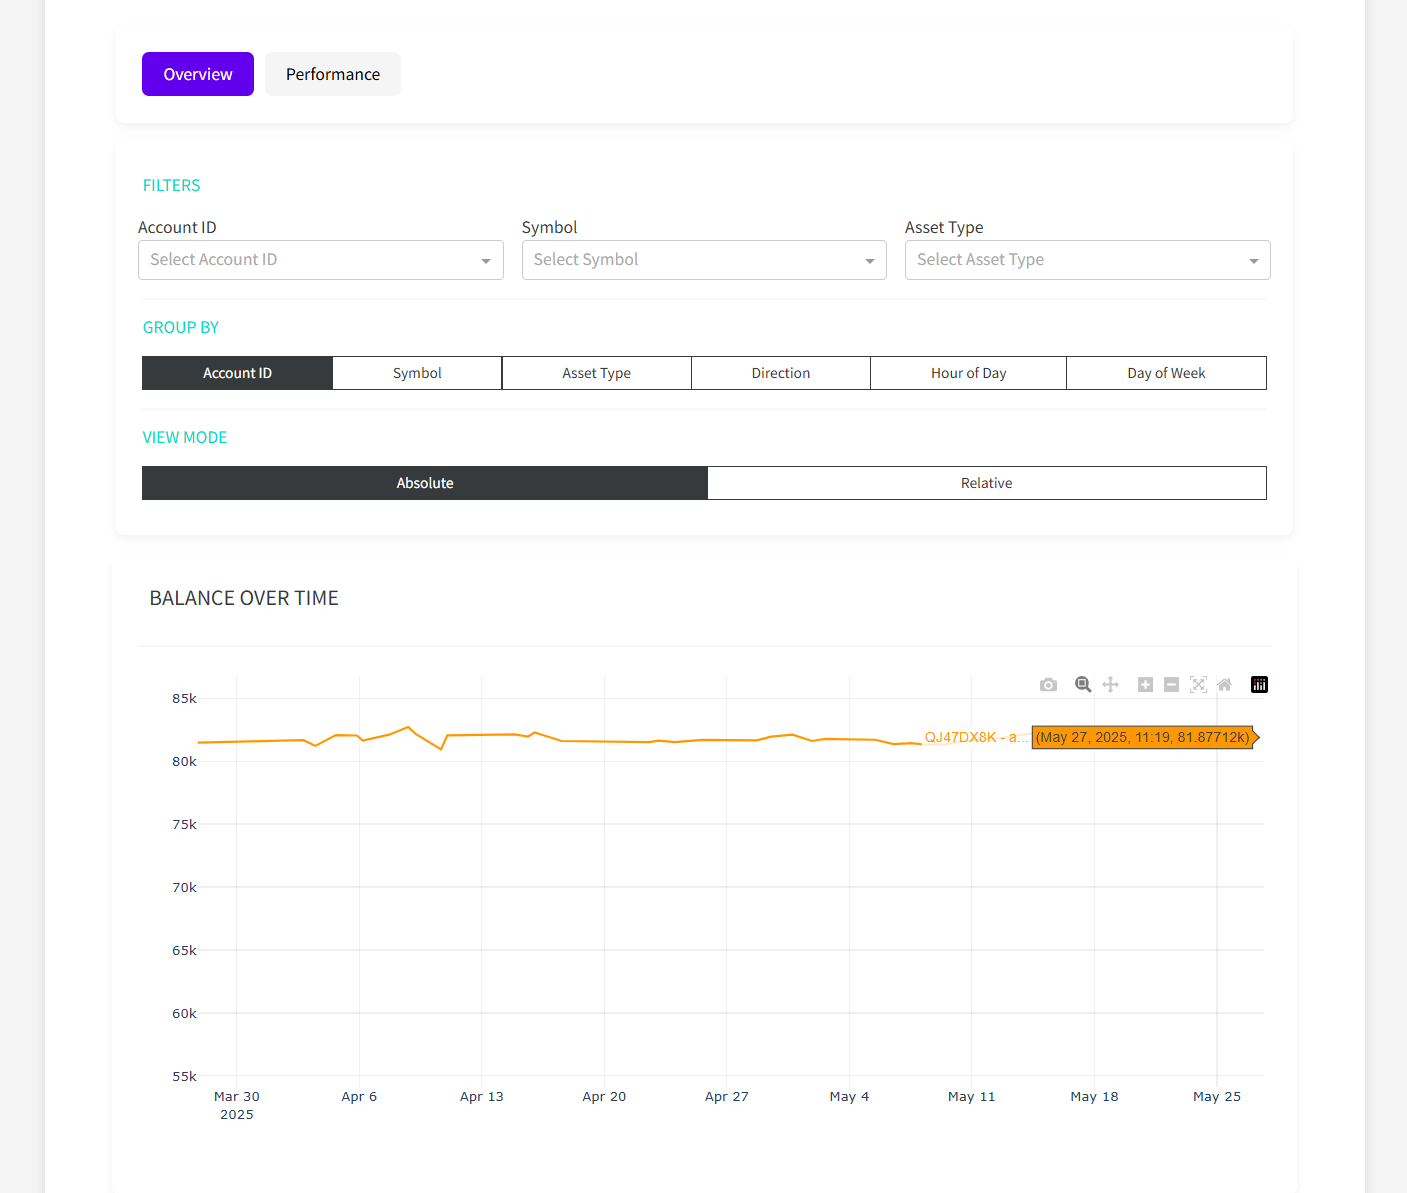 Overview Performance
FILTERS
Account ID Symbol Asset Type
Select Account ID Select Symbol Select Asset Type
GROUP BY
Account ID Symbol Asset Type Direction Hour of Day Day of Week
VIEW MODE
Absolute Relative
BALANCE OVER TIME
85k
QJ47DX8K - a... (May 27, 2025, 11:19, 81.87712k)
80k
75k
70k
65k
60k
55k
Mar 30 Apr 6 Apr 13 Apr 20 Apr 27 May 4 May 11 May 18 May 25
2025